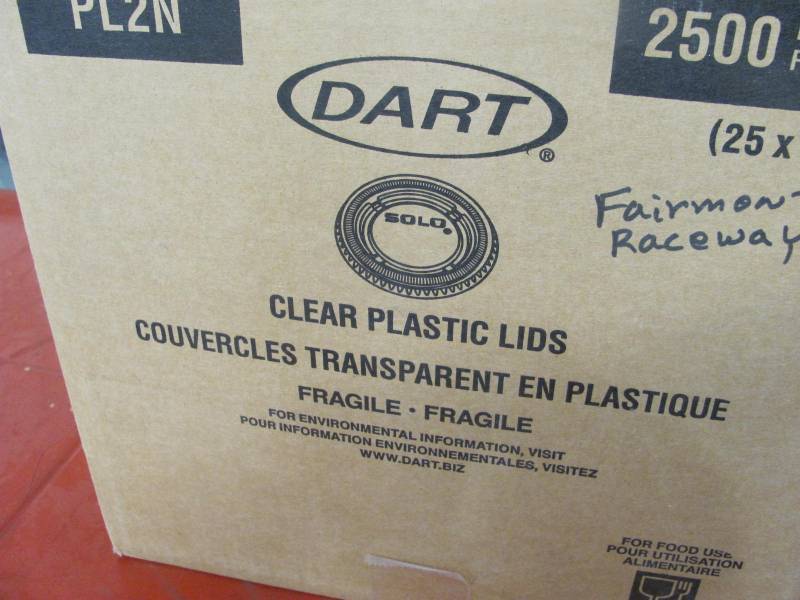 PL2N
2500
DART®
(25 x
SOLO®
Fairmont
Raceway
CLEAR PLASTIC LIDS
COUVERCLES TRANSPARENT EN PLASTIQUE
FRAGILE • FRAGILE
FOR ENVIRONMENTAL INFORMATION, VISIT
POUR INFORMATION ENVIRONNEMENTALES, VISITEZ
WWW.DART.BIZ
FOR FOOD USE
POUR UTILISATION
ALIMENTAIRE